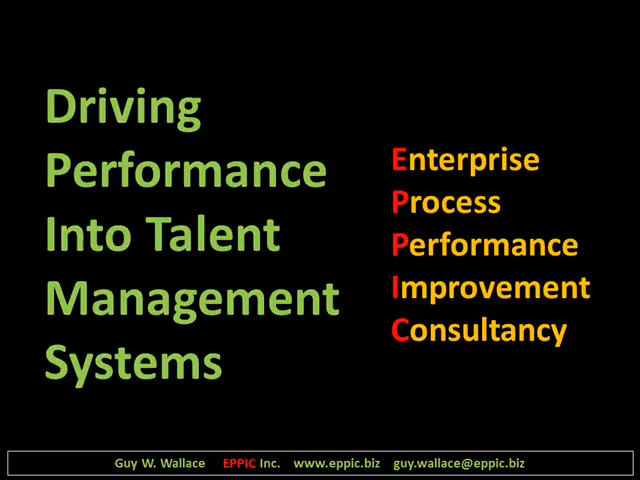 Driving
Performance
Into Talent
Management
Systems
Enterprise
Process
Performance
Improvement
Consultancy
Guy W. Wallace EPPIC Inc. www.eppic.biz guy.wallace@eppic.biz